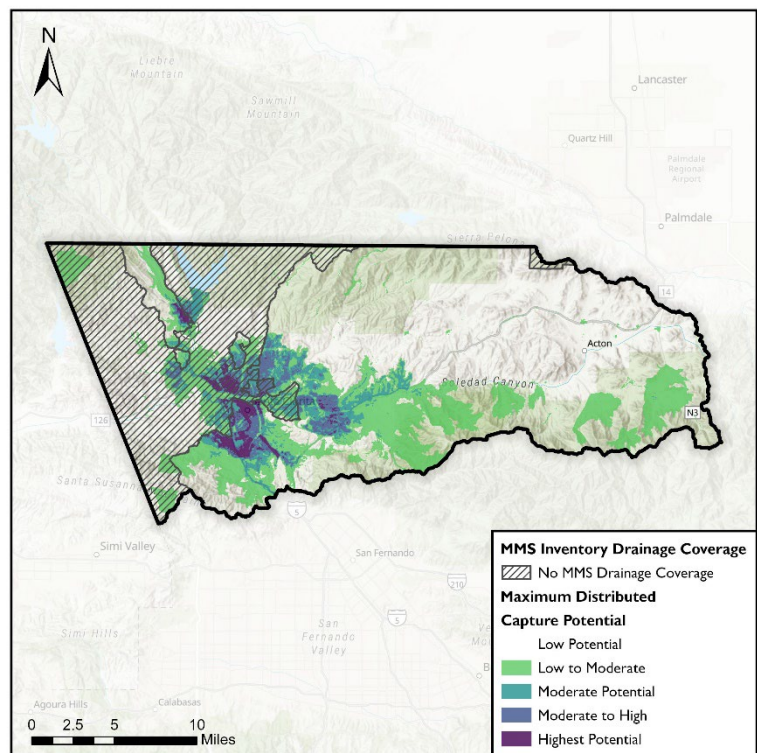 N
Liebre
Mountain
Sawmill
Mountain
Lancaster
Quartz Hill
Palmdale
Regional
Airport
Palmdale
Sierra Pelona
14
Acton
Soledad Canyon
126
N3
Santa Susanna
5
Simi Valley
San Fernando
210
5
Simi Hills
San
Fernando
Valley
Agoura Hills
Calabasas
0 2.5 5 10
Miles
MMS Inventory Drainage Coverage
No MMS Drainage Coverage
Maximum Distributed
Capture Potential
Low Potential
Low to Moderate
Moderate Potential
Moderate to High
Highest Potential